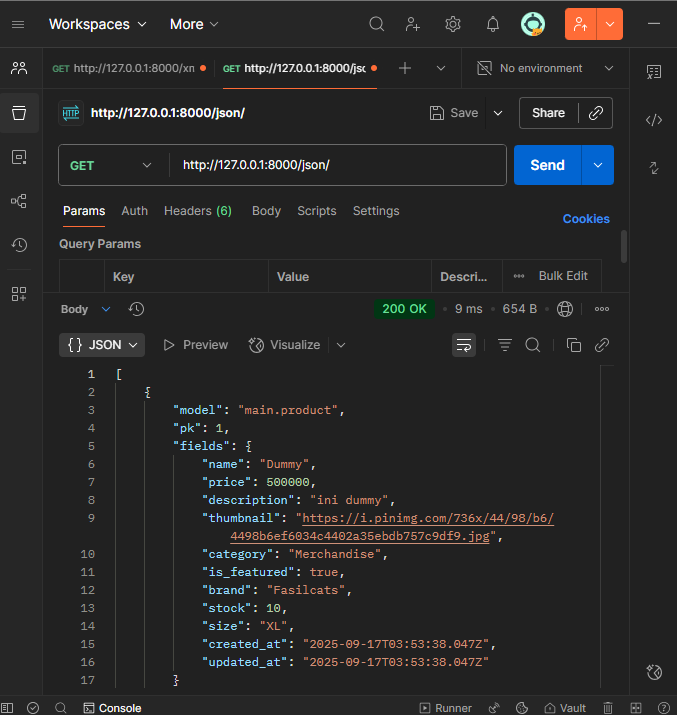 Workspaces More
GET http://127.0.0.1:8000/xn GET http://127.0.0.1:8000/jsc No environment
HTTP http://127.0.0.1:8000/json/ Save Share
GET http://127.0.0.1:8000/json/ Send
Params Auth Headers (6) Body Scripts Settings
Cookies
Query Params
Key Value Descri... Bulk Edit
Body 200 OK 9 ms 654 B
{} JSON Preview Visualize
1 [
2 {
3 "model": "main.product",
4 "pk": 1,
5 "fields": {
6 "name": "Dummy",
7 "price": 500000,
8 "description": "ini dummy",
9 "thumbnail": "https://i.pinimg.com/736x/44/98/b6/
4498b6ef6034c4402a35ebdb757c9df9.jpg",
10 "category": "Merchandise",
11 "is_featured": true,
12 "brand": "Fasilcats",
13 "stock": 10,
14 "size": "XL",
15 "created_at": "2025-09-17T03:53:38.047Z",
16 "updated_at": "2025-09-17T03:53:38.047Z"
17 }
Console Runner Vault